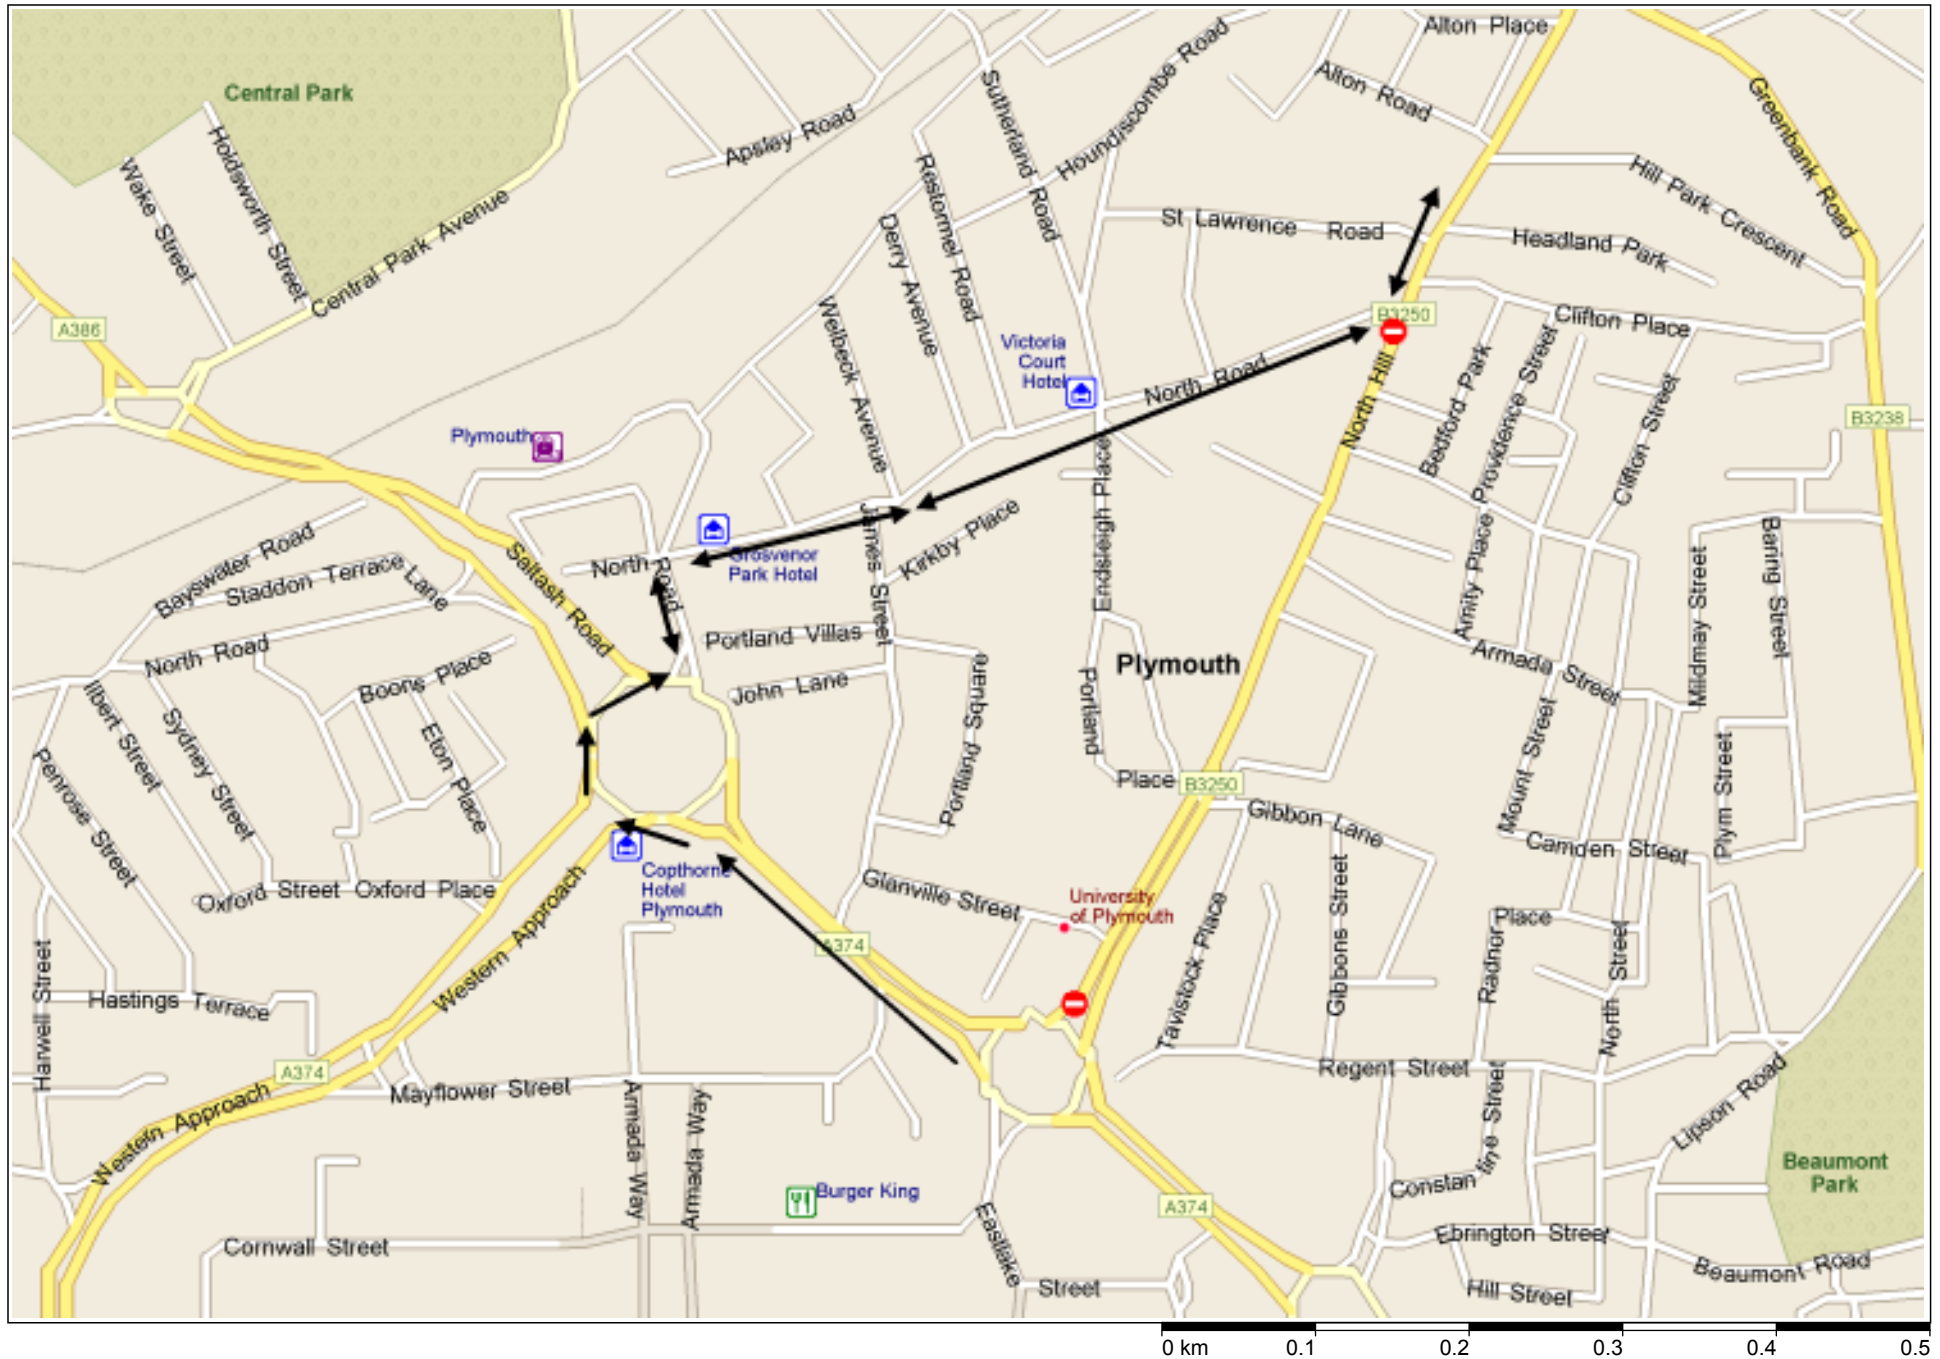 Alton Place
Central Park
Alton Road
Greenbank Road
Sutherland Road
Houndiscombe Road
Apsley Road
Holdsworth Street
Wake Street
Restormel Road
Hill Park Crescent
Central Park Avenue
Derry Avenue
St Lawrence Road
Headland Park
A386
Welbeck Avenue
B3250
Clifton Place
Victoria
Court
Hotel
North Road
North Hill
Bedford Park
Providence Street
Clifton Street
B3238
Plymouth
Endsleigh Place
James Street
Kirkby Place
Grosvenor
Park Hotel
North Road
Saltash Road
Bayswater Road
Staddon Terrace Lane
Amity Place
Mildmay Street
Baring Street
North Road
Portland Villas
Plymouth
Armada Street
Boons Place
John Lane
Portland Square
Portland
Place
Ilbert Street
Sydney Street
Eton Place
Penrose Street
B3250
Mount Street
Plym Street
Gibbon Lane
Camden Street
Copthorne
Hotel
Plymouth
Oxford Street Oxford Place
Western Approach
Glanville Street
University
of Plymouth
A374
Tavistock Place
Gibbons Street
Radnor Place
North Street
Harwell Street
Hastings Terrace
A374
Mayflower Street
Regent Street
Western Approach
Armada Way
Armada Way
Constantine Street
Lipson Road
Beaumont
Park
Burger King
A374
Eastlake Street
Cornwall Street
Ebrington Street
Beaumont Road
Hill Street
0 km 0.1 0.2 0.3 0.4 0.5